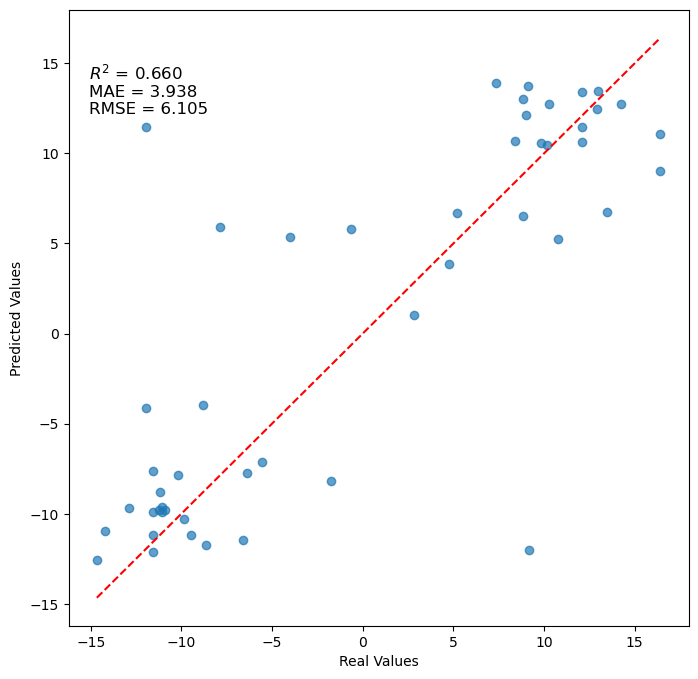 R² = 0.660
MAE = 3.938
RMSE = 6.105
15
10
5
0
−5
−10
−15
Predicted Values
−15 −10 −5 0 5 10 15
Real Values